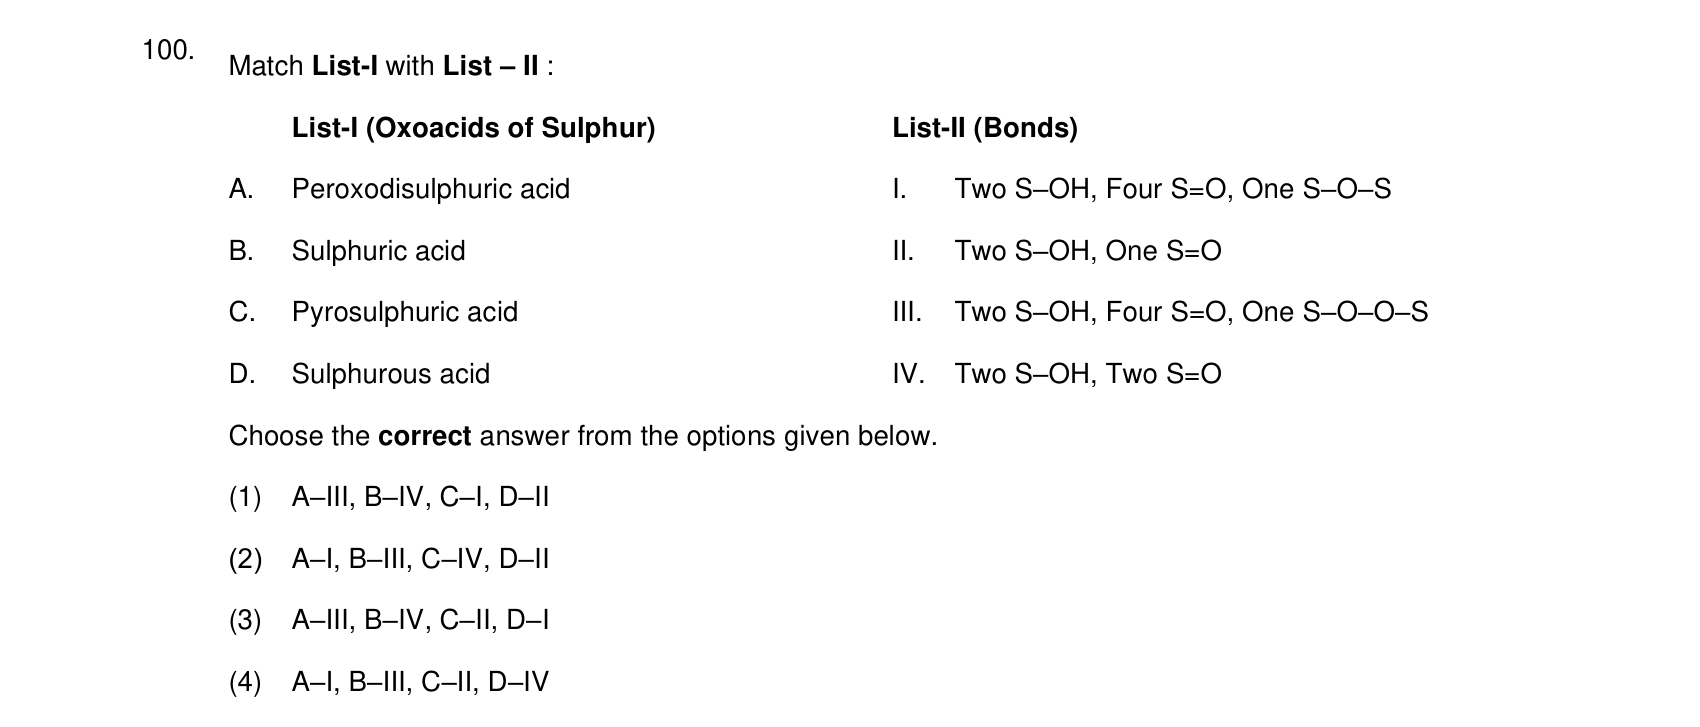 100.
Match List-I with List – II :
List-I (Oxoacids of Sulphur) List-II (Bonds)
A. Peroxodisulphuric acid I. Two S–OH, Four S=O, One S–O–S
B. Sulphuric acid II. Two S–OH, One S=O
C. Pyrosulphuric acid III. Two S–OH, Four S=O, One S–O–O–S
D. Sulphurous acid IV. Two S–OH, Two S=O
Choose the correct answer from the options given below.
(1) A–III, B–IV, C–I, D–II
(2) A–I, B–III, C–IV, D–II
(3) A–III, B–IV, C–II, D–I
(4) A–I, B–III, C–II, D–IV